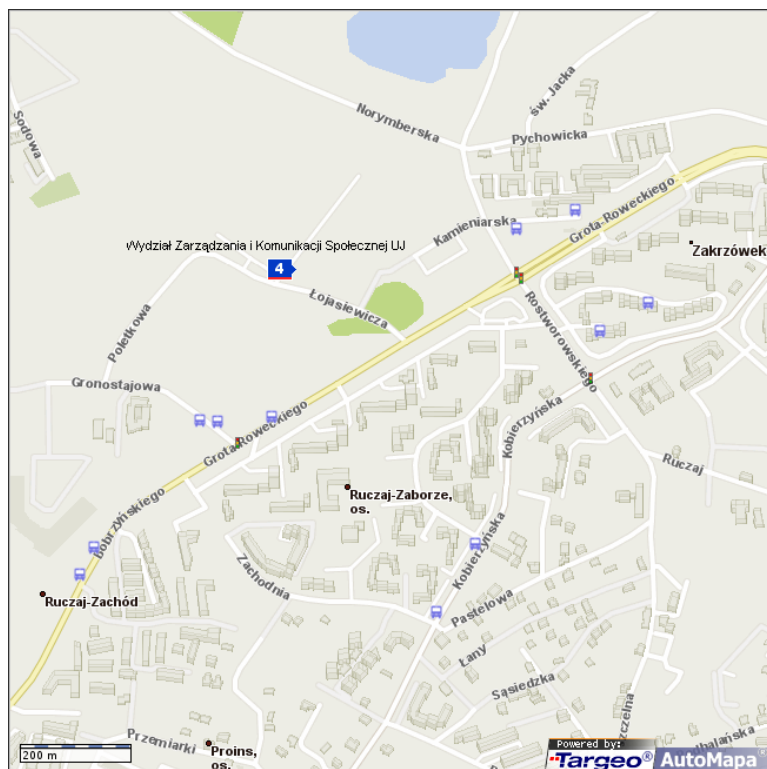 św. Jacka
Norymberska
Pychowicka
Sodowa
Grota-Roweckiego
Kamieniarska
Wydział Zarządzania i Komunikacji Społecznej UJ
Zakrzówek
4
Łojasiewicza
Rostworowskiego
Poletkowa
Gronostajowa
Kobierzyńska
Grota-Roweckiego
Ruczaj
Ruczaj-Zaborze,
os.
Bobrzyńskiego
Kobierzyńska
Zachodnia
Ruczaj-Zachód
Pastelowa
Łany
Sąsiedzka
Przemiarki
Proins,
os.
200 m
Powered by:
Targeo® AutoMapa®